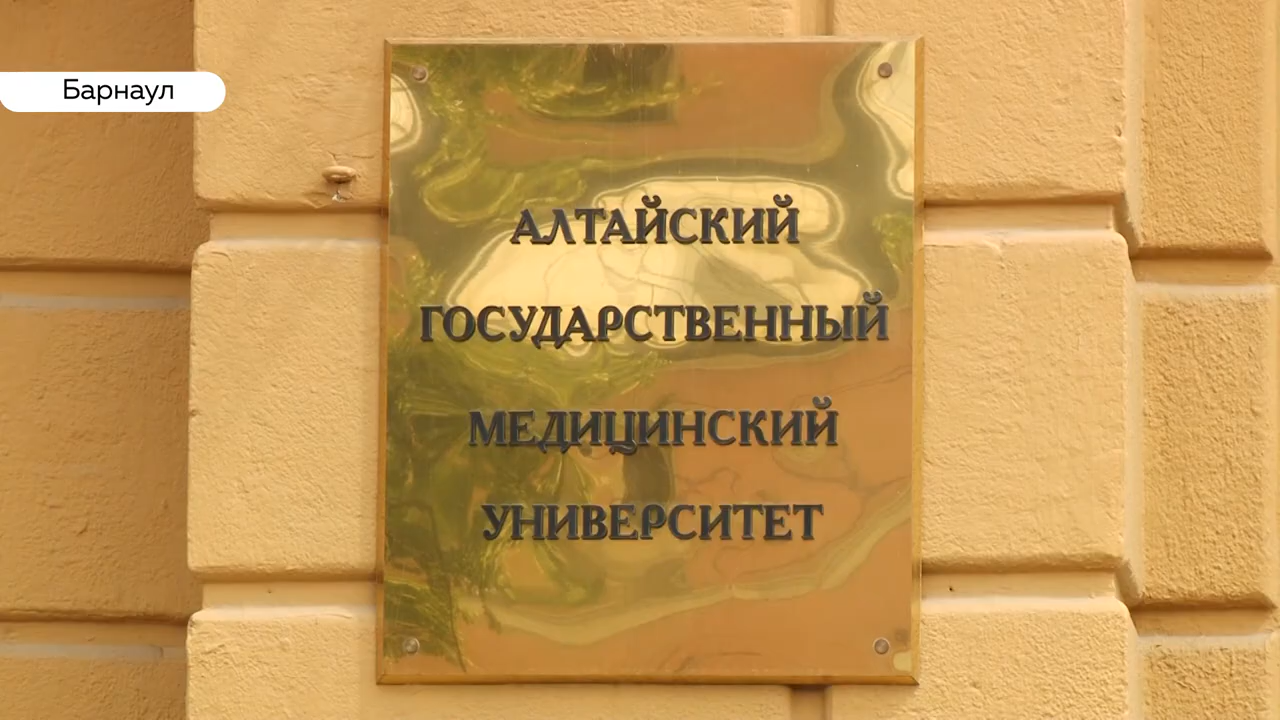 Барнаул
АЛТАЙСКИЙ
ГОСУДАРСТВЕННЫЙ
МЕДИЦИНСКИЙ
УНИВЕРСИТЕТ